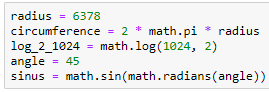 radius = 6378
circumference = 2 * math.pi * radius
log_2_1024 = math.log(1024, 2)
angle = 45
sinus = math.sin(math.radians(angle))